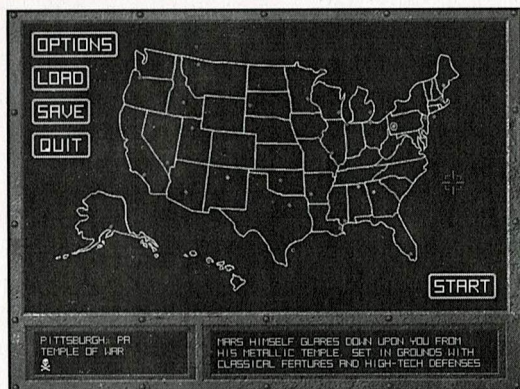 OPTIONS
LOAD
SAVE
QUIT
START
PITTSBURGH, PA
TEMPLE OF WAR
MARS HIMSELF GLARES DOWN UPON YOU FROM
HIS METALLIC TEMPLE. SET IN GROUNDS WITH
CLASSICAL FEATURES AND HIGH-TECH DEFENSES